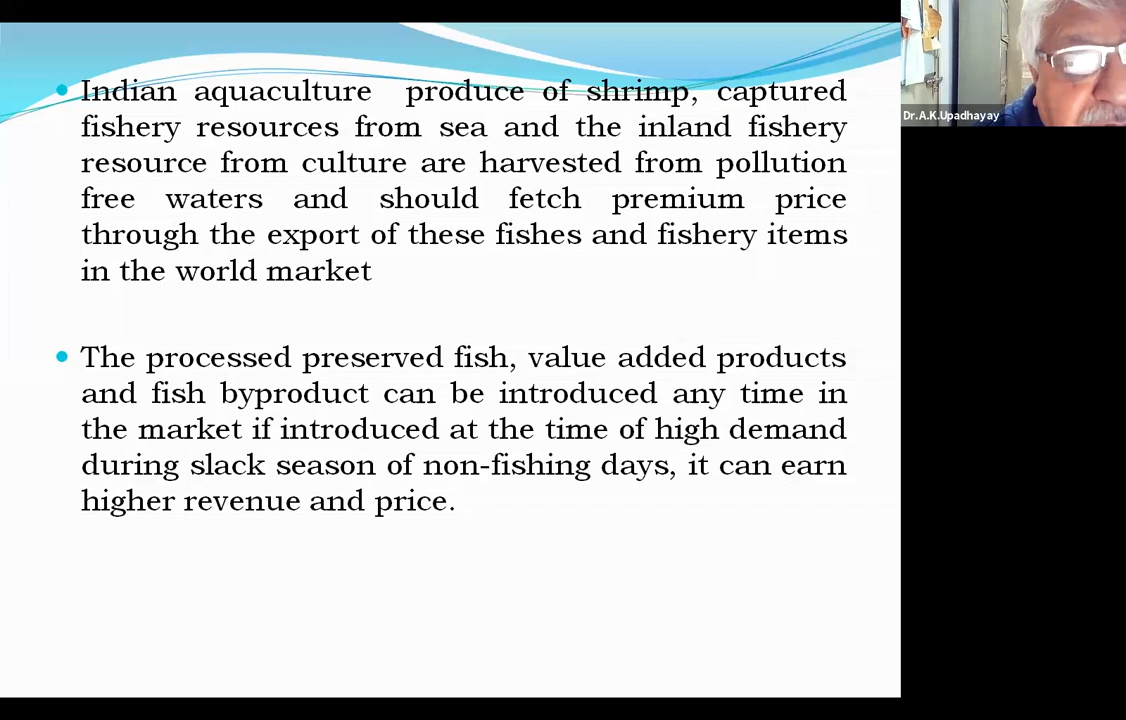 Indian aquaculture produce of shrimp, captured
fishery resources from sea and the inland fishery
resource from culture are harvested from pollution
free waters and should fetch premium price
through the export of these fishes and fishery items
in the world market
The processed preserved fish, value added products
and fish byproduct can be introduced any time in
the market if introduced at the time of high demand
during slack season of non-fishing days, it can earn
higher revenue and price.
Dr.A.K.Upadhayay